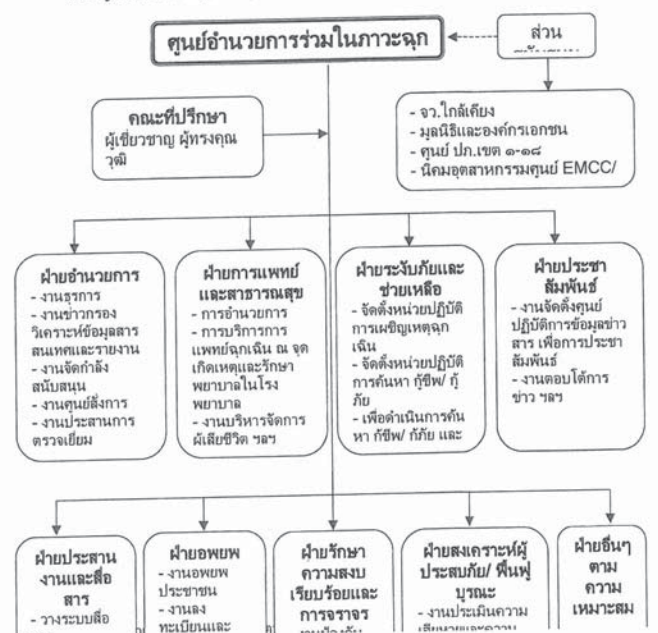 ศูนย์อำนวยการร่วมในภาวะฉุก
ส่วน
คณะที่ปรึกษา
ผู้เชี่ยวชาญ ผู้ทรงคุณ
วุฒิ
- จว.ใกล้เคียง
- มูลนิธิและองค์กรเอกชน
- ศูนย์ ปภ.เขต ๑-๑๘
- นิคมอุตสาหกรรมศูนย์ EMCC/
ฝ่ายอำนวยการ
- งานธุรการ
- งานข่าวกรอง
วิเคราะห์ข้อมูลสาร
สนเทศและรายงาน
- งานจัดกำลัง
สนับสนุน
- งานศูนย์สั่งการ
- งานประสานการ
ตรวจเยี่ยม
ฝ่ายการแพทย์
และสาธารณสุข
- การอำนวยการ
- การบริการการ
แพทย์ฉุกเฉิน ณ จุด
เกิดเหตุและรักษา
พยาบาลในโรง
พยาบาล
- งานบริหารจัดการ
ผู้เสียชีวิต ฯลฯ
ฝ่ายระงับภัยและ
ช่วยเหลือ
- จัดตั้งหน่วยปฏิบัติ
การเผชิญเหตุฉุก
เฉิน
- จัดตั้งหน่วยปฏิบัติ
การค้นหา กู้ชีพ/ กู้
ภัย
- เพื่อดำเนินการค้น
หา กู้ชีพ/ กู้ภัย และ
ฝ่ายประชา
สัมพันธ์
- งานจัดตั้งศูนย์
ปฏิบัติการข้อมูลข่าว
สาร เพื่อการประชา
สัมพันธ์
- งานตอบโต้การ
ข่าว ฯลฯ
ฝ่ายประสาน
งานและสื่อ
สาร
- วางระบบสื่อ
ฝ่ายอพยพ
- งานอพยพ
ประชาชน
- งานลง
ทะเบียนและ
ฝ่ายรักษา
ความสงบ
เรียบร้อยและ
การจราจร
ฝ่ายสงเคราะห์ผู้
ประสบภัย/ ฟื้นฟู
บูรณะ
- งานประเมินความ
ฝ่ายอื่นๆ
ตาม
ความ
เหมาะสม